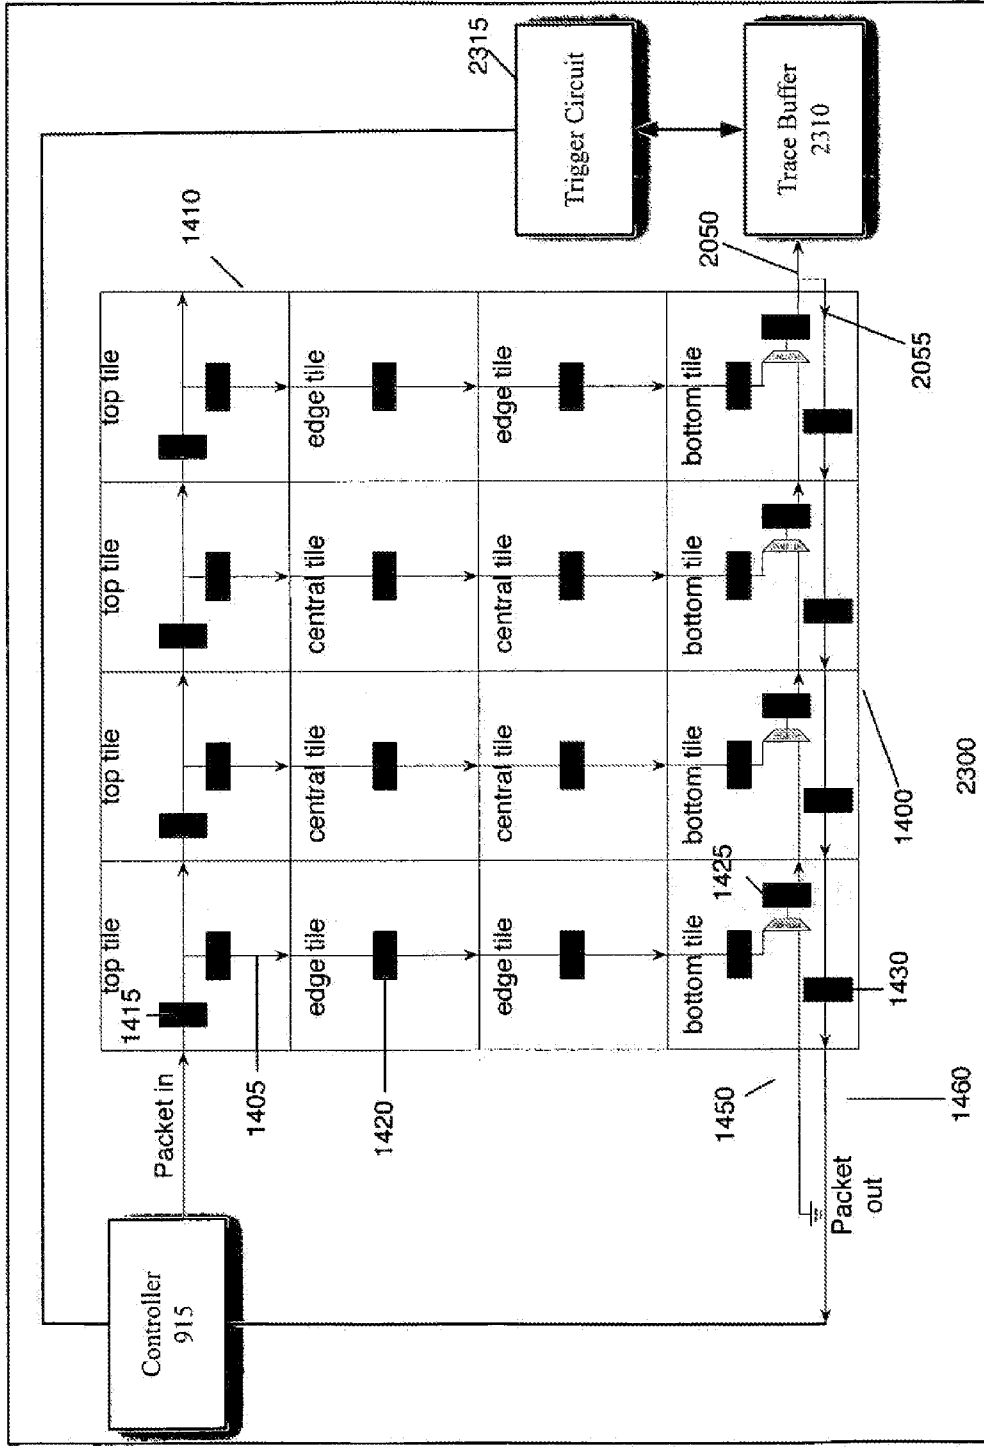 Controller
915
Packet in
1405
1420
1415
top tile
top tile
top tile
top tile
1410
edge tile
central tile
central tile
edge tile
edge tile
central tile
central tile
edge tile
bottom tile
bottom tile
bottom tile
bottom tile
1425
1450
1460
Packet
out
1430
1400
2300
2050
2055
2315
Trigger Circuit
Trace Buffer
2310